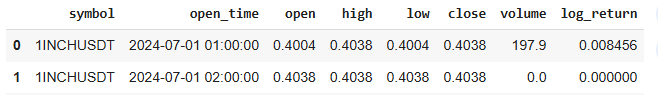 symbol open_time open high low close volume log_return
0 1INCHUSDT 2024-07-01 01:00:00 0.4004 0.4038 0.4004 0.4038 197.9 0.008456
1 1INCHUSDT 2024-07-01 02:00:00 0.4038 0.4038 0.4038 0.4038 0.0 0.000000